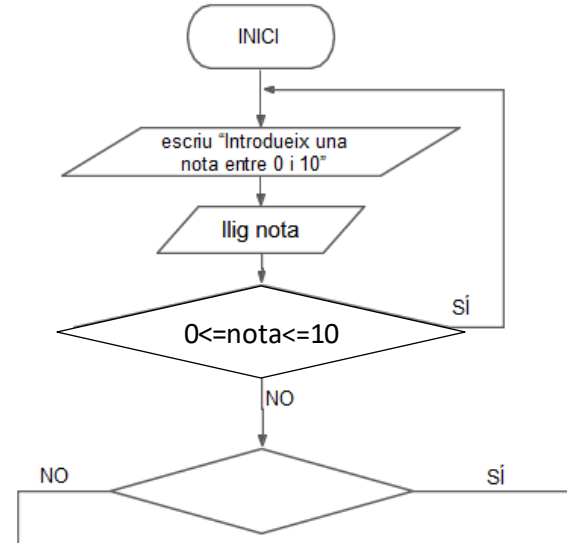 INICI
escriu “Introdueix una
nota entre 0 i 10”
llig nota
SÍ
0<=nota<=10
NO
NO
SÍ